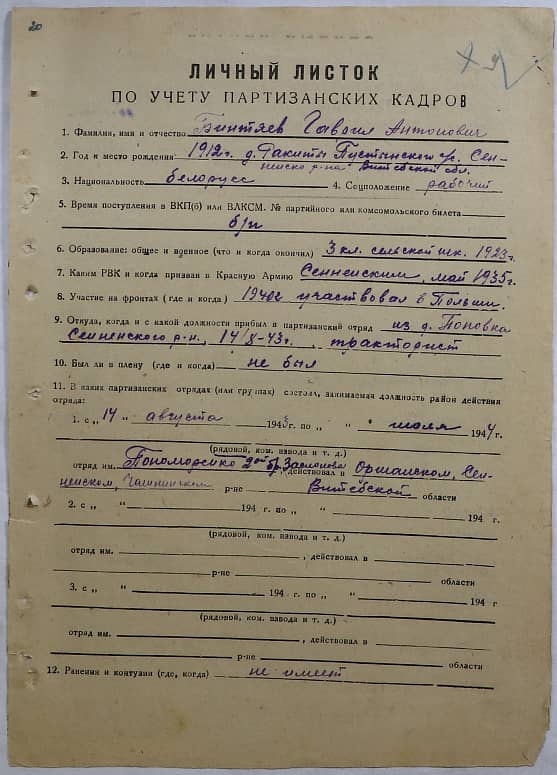 20
ЛИЧНЫЙ ЛИСТОК
ПО УЧЕТУ ПАРТИЗАНСКИХ КАДРОВ
1. Фамилия, имя и отчество Бинтяев Гавриил Антонович
2. Год и место рождения 1912г. д. Ракиты Пустынского с/с. Сен-
ненского р-на Витебской обл.
3. Национальность белорусс 4. Соцположение рабочий
5. Время поступления в ВКП(б) или ВЛКСМ. № партийного или комсомольского билета
б/п
6. Образование: общее и военное (что и когда окончил) 3 кл. сельской шк. 1923г.
7. Каким РВК и когда призван в Красную Армию Сенненским, май 1935г.
8. Участие на фронтах (где и когда) 1940г участвовал в Польши.
9. Откуда, когда и с какой должности прибыл в партизанский отряд из д. Поповка
Сенненского р-н., 14/8-43г. , тракторист
10. Был ли в плену (где и когда) не был
11. В каких партизанских отрядах (или группах) состоял, занимаемая должность район действия
отряда:
1. с „ 14 „ августа 1943 г. по „ „ июля 1944 г.
(рядовой, ком. взвода и т. д.)
отряд им. Пономаренко 2ой бр. Заслонова действовал в Оршанском, Сен-
ненском, Чашникском р-не Витебской области
2. с „ „ 194 г. по „ „ 194 г.
(рядовой, ком. взвода и т. д.)
отряд им. , действовал в
р-не области
3. с „ „ 194 г. по „ „ 194 г
(рядовой, ком. взвода и т. д.)
отряд им. , действовал в
р-не области
12. Ранения и контузии (где, когда) не имеет